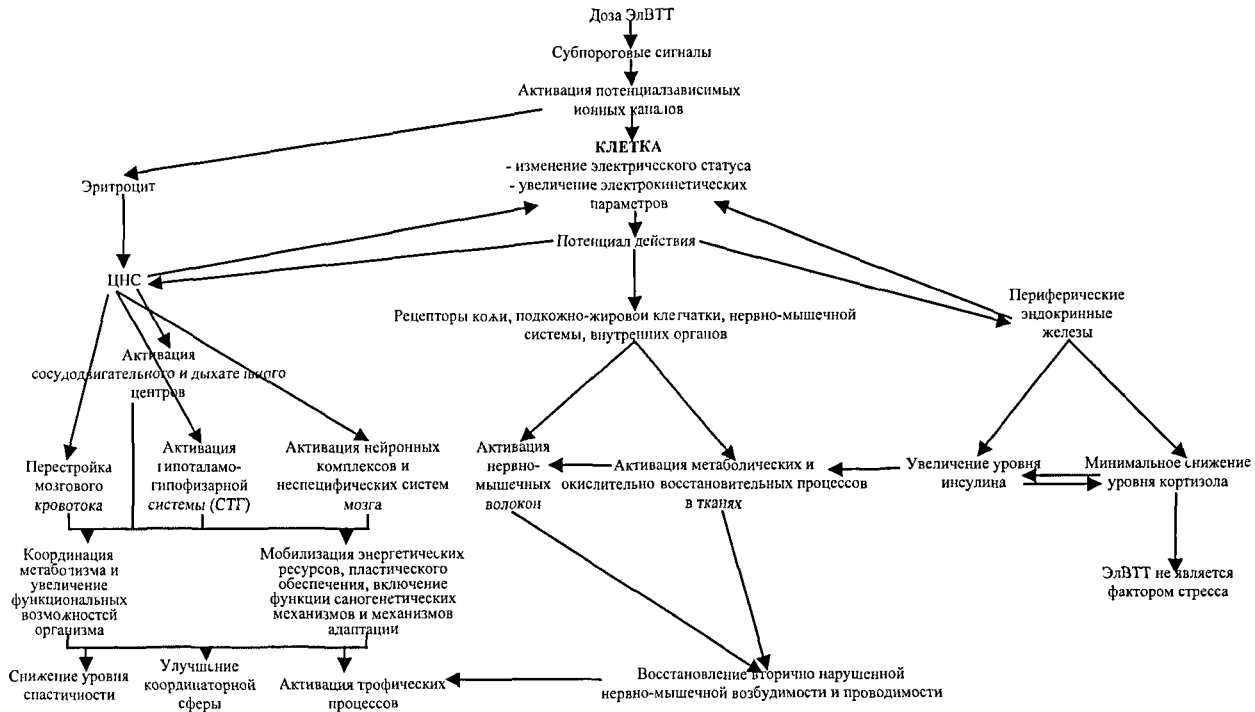 Доза ЭлВТТ
Субпороговые сигналы
Активация потенциалзависимых
ионных каналов
КЛЕТКА
- изменение электрического статуса
- увеличение электрокинетических
параметров
Эритроцит
Потенциал действия
ЦНС
Рецепторы кожи, подкожно-жировой клетчатки, нервно-мышечной
системы, внутренних органов
Периферические
эндокринные
железы
Активация
сосудодвигательного и дыхательного
центров
Перестройка
мозгового
кровотока
Активация
гипоталамо-
гипофизарной
системы (СТГ)
Активация нейронных
комплексов и
неспецифических систем
мозга
Активация
нервно-
мышечных
волокон
Активация метаболических и
окислительно восстановительных процессов
в тканях
Увеличение уровня
инсулина
Минимальное снижение
уровня кортизола
Координация
метаболизма и
увеличение
функциональных
возможностей
организма
Мобилизация энергетических
ресурсов, пластического
обеспечения, включение
функции саногенетических
механизмов и механизмов
адаптации
ЭлВТТ не является
фактором стресса
Снижение уровня
спастичности
Улучшение
координаторной
сферы
Активация трофических
процессов
Восстановление вторично нарушенной
нервно-мышечной возбудимости и проводимости